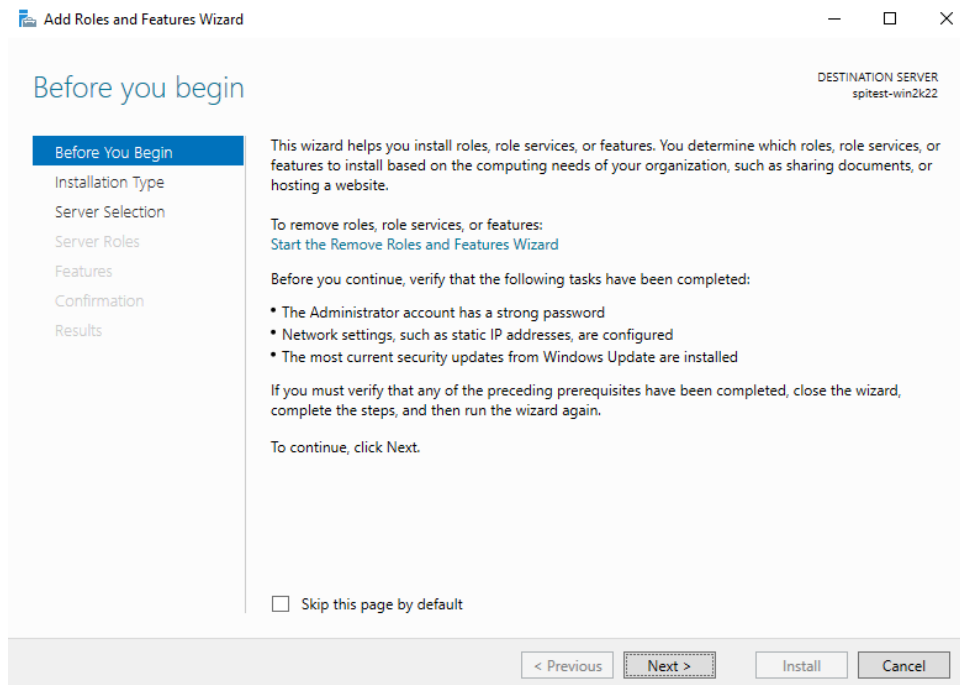 Add Roles and Features Wizard
Before you begin
DESTINATION SERVER
spitest-win2k22
Before You Begin
Installation Type
Server Selection
Server Roles
Features
Confirmation
Results
This wizard helps you install roles, role services, or features. You determine which roles, role services, or
features to install based on the computing needs of your organization, such as sharing documents, or
hosting a website.
To remove roles, role services, or features:
Start the Remove Roles and Features Wizard
Before you continue, verify that the following tasks have been completed:
• The Administrator account has a strong password
• Network settings, such as static IP addresses, are configured
• The most current security updates from Windows Update are installed
If you must verify that any of the preceding prerequisites have been completed, close the wizard,
complete the steps, and then run the wizard again.
To continue, click Next.
Skip this page by default
< Previous
Next >
Install
Cancel